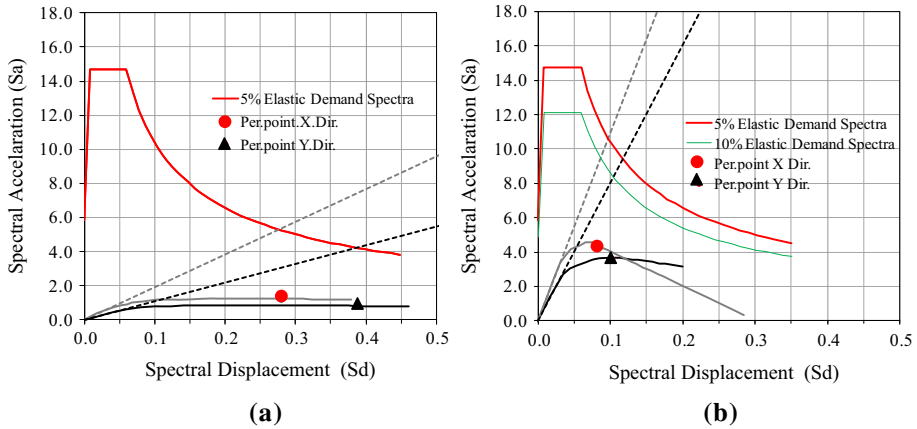 18.0
16.0
14.0
12.0
10.0
8.0
6.0
4.0
2.0
0.0
Spectral Accelaration (Sa)
5% Elastic Demand Spectra
Per.point.X.Dir.
Per.point Y.Dir.
0.0 0.1 0.2 0.3 0.4 0.5
Spectral Displacement (Sd)
(a)
18.0
16.0
14.0
12.0
10.0
8.0
6.0
4.0
2.0
0.0
Spectral Accelaration (Sa)
5% Elastic Demand Spectra
10% Elastic Demand Spectra
Per.point X Dir.
Per.point Y Dir.
0.0 0.1 0.2 0.3 0.4 0.5
Spectral Displacement (Sd)
(b)